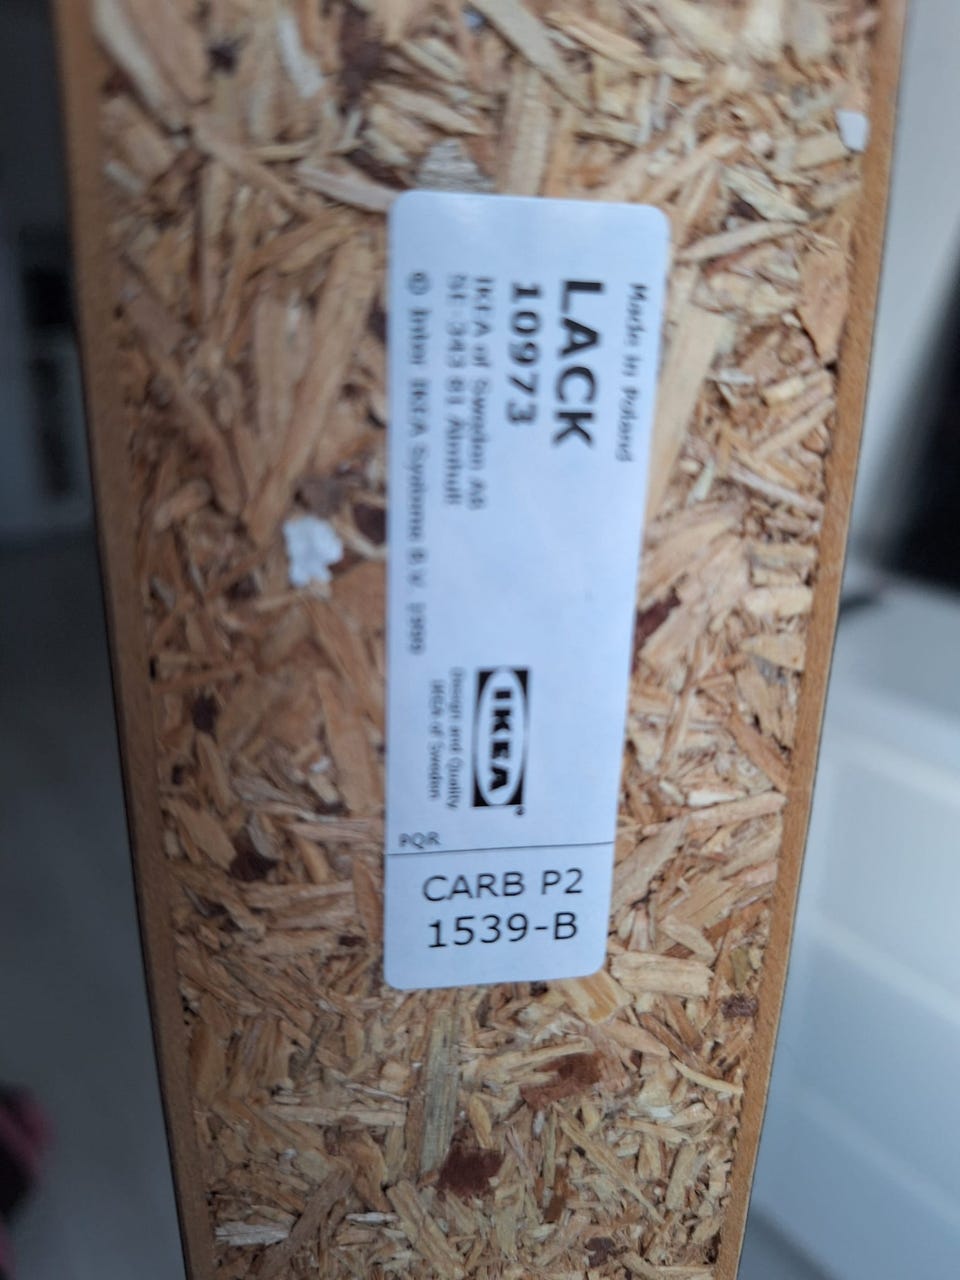 Made in Poland
LACK
10973
IKEA of Sweden AB
SE-343 81 Älmhult
© Inter IKEA Systems B.V. 1999
IKEA®
Design and Quality
IKEA of Sweden
PQR
CARB P2
1539-B